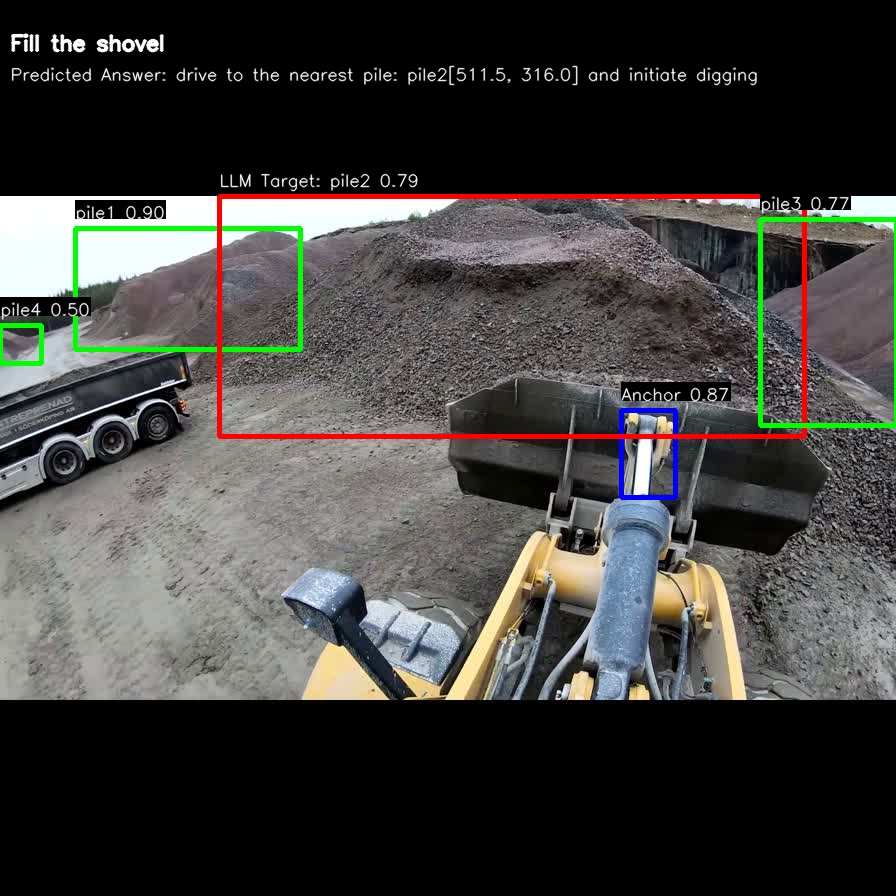 Fill the shovel
Predicted Answer: drive to the nearest pile: pile2[511.5, 316.0] and initiate digging
LLM Target: pile2 0.79
pile3 0.77
pile1 0.90
pile4 0.50
Anchor 0.87